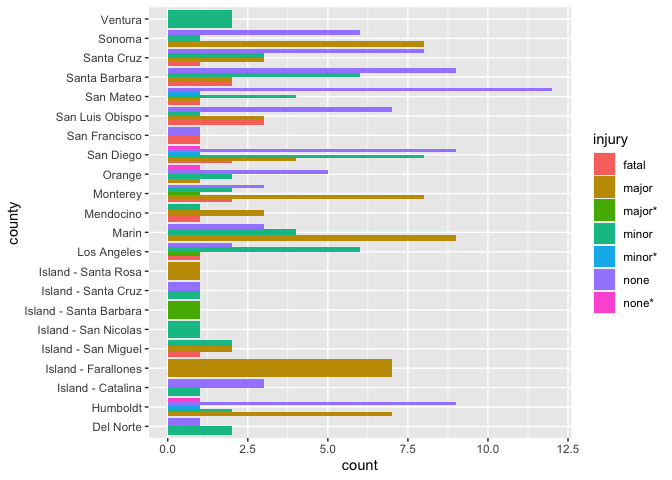 Ventura
Sonoma
Santa Cruz
Santa Barbara
San Mateo
San Luis Obispo
San Francisco
San Diego
Orange
Monterey
Mendocino
Marin
Los Angeles
Island - Santa Rosa
Island - Santa Cruz
Island - Santa Barbara
Island - San Nicolas
Island - San Miguel
Island - Farallones
Island - Catalina
Humboldt
Del Norte
county
0.0 2.5 5.0 7.5 10.0 12.5
count
injury
fatal
major
major*
minor
minor*
none
none*